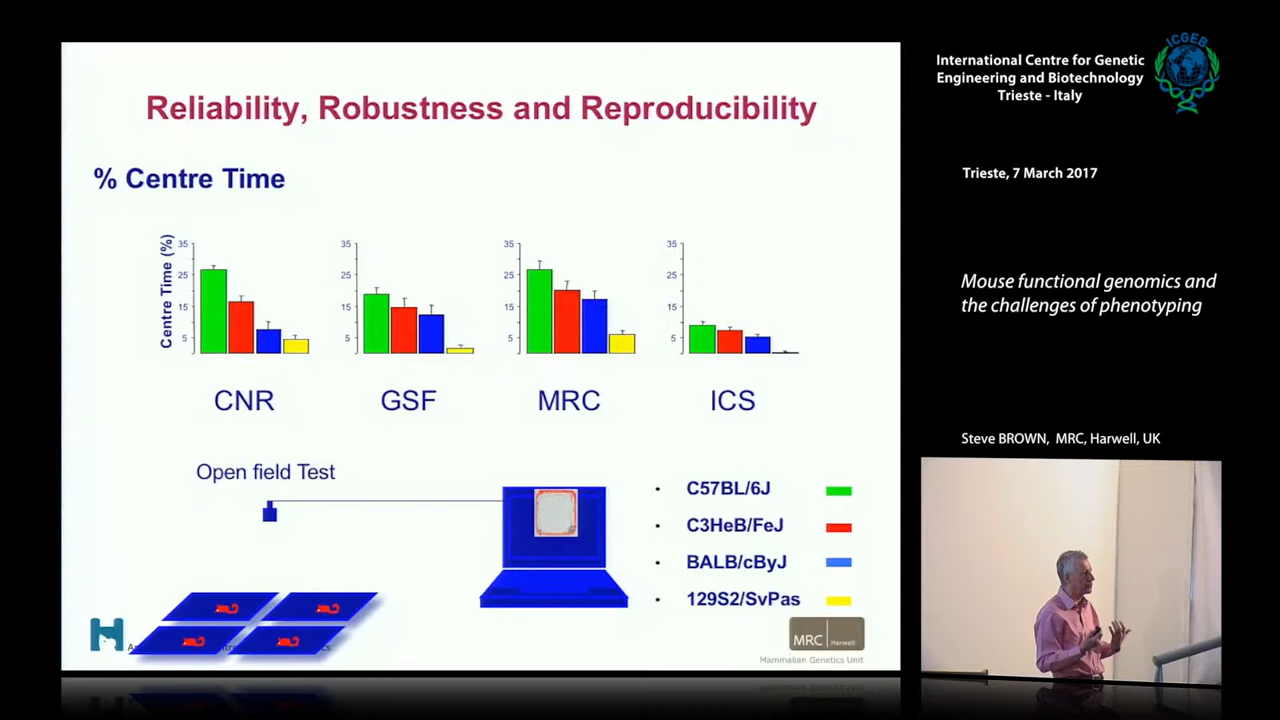 Reliability, Robustness and Reproducibility
% Centre Time
Centre Time (%)
35
25
15
5
35
25
15
5
35
25
15
5
35
25
15
5
CNR
GSF
MRC
ICS
Open field Test
• C57BL/6J
• C3HeB/FeJ
• BALB/cByJ
• 129S2/SvPas
MRC Harwell
Mammalian Genetics Unit
ICGEB
International Centre for Genetic
Engineering and Biotechnology
Trieste - Italy
Trieste, 7 March 2017
Mouse functional genomics and
the challenges of phenotyping
Steve BROWN, MRC, Harwell, UK